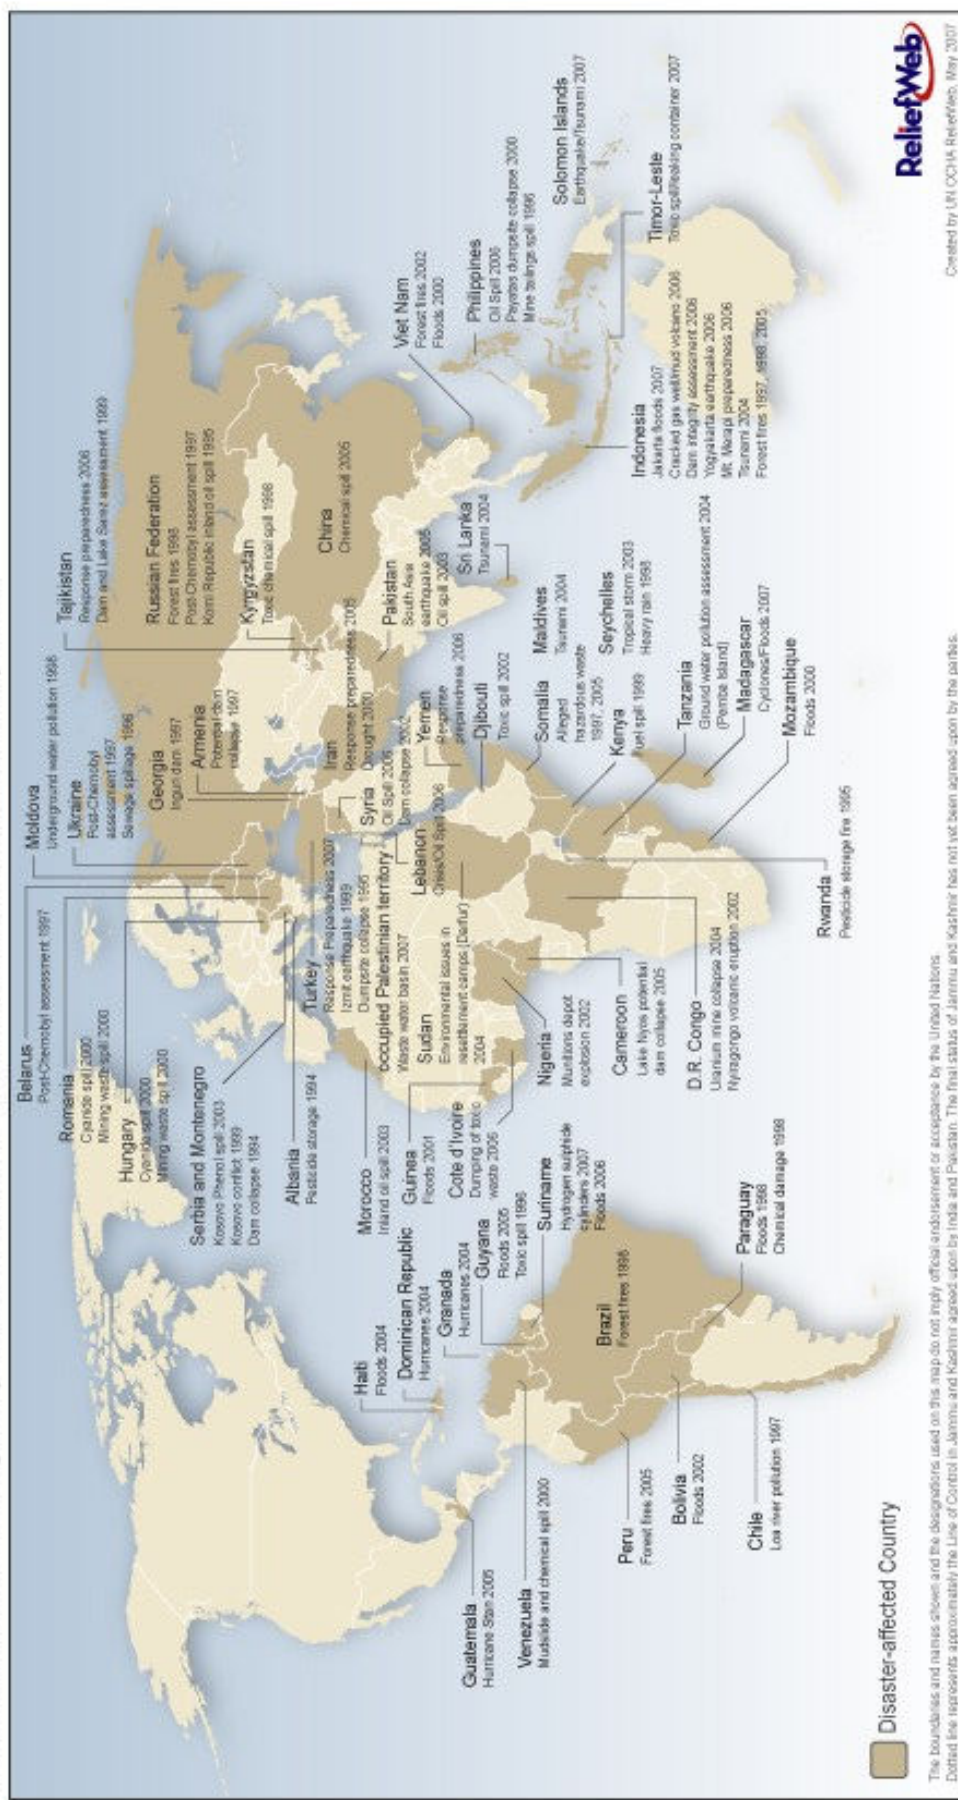 Belarus
Post-Chernobyl assessment 1997
Romania
Cyanide spill 2000
Mining waste spill 2000
Hungary
Cyanide spill 2000
Mining waste spill 2000
Serbia and Montenegro
Kosovo Phenol spill 2003
Kosovo conflict 1999
Dam collapse 1994
Albania
Pesticide storage 1994
Moldova
Underground water pollution 1998
Ukraine
Post-Chernobyl
assessment 1997
Sewage spillage 1996
Georgia
Inguri dam 1997
Armenia
Potential dam
collapse 1997
Tajikistan
Response preparedness 2006
Dam and Lake Sarez assessment 1999
Russian Federation
Forest fires 1998
Post-Chernobyl assessment 1997
Komi Republic inland oil spill 1995
Kyrgyzstan
Toxic chemical spill 1998
China
Chemical spill 2005
Iran
Response preparedness 2005
Drought 2000
Pakistan
South Asia
earthquake 2005
Oil spill 2003
Turkey
Response Preparedness 2007
Izmit earthquake 1999
Dumpsite collapse 1995
Syria
Oil Spill 2006
Dam collapse 2002
Lebanon
Crisis/Oil Spill 2006
occupied Palestinian territory
Waste water basin 2007
Yemen
Response
preparedness 2006
Djibouti
Toxic spill 2002
Sri Lanka
Tsunami 2004
Maldives
Tsunami 2004
Seychelles
Tropical storm 2003
Heavy rain 1998
Viet Nam
Forest fires 2002
Floods 2000
Philippines
Oil Spill 2006
Payatas dumpsite collapse 2000
Mine tailings spill 1996
Solomon Islands
Earthquake/Tsunami 2007
Timor-Leste
Toxic spill/leaking container 2007
Indonesia
Jakarta floods 2007
Cracked gas well/mud volcano 2006
Dam integrity assessment 2006
Yogyakarta earthquake 2006
Mt. Merapi preparedness 2006
Tsunami 2004
Forest fires 1997, 1998, 2005
Morocco
Inland oil spill 2003
Guinea
Floods 2001
Cote d'Ivoire
Dumping of toxic
waste 2006
Sudan
Environmental issues in
resettlement camps (Darfur)
2004
Nigeria
Munitions depot
explosion 2002
Cameroon
Lake Nyos potential
dam collapse 2005
D.R. Congo
Uranium mine collapse 2004
Nyiragongo volcanic eruption 2002
Rwanda
Pesticide storage fire 1995
Somalia
Alleged
hazardous waste
1997, 2005
Kenya
Fuel spill 1999
Tanzania
Ground water pollution assessment 2004
(Pemba Island)
Madagascar
Cyclones/Floods 2007
Mozambique
Floods 2000
Haiti
Floods 2004
Dominican Republic
Hurricanes 2004
Granada
Hurricanes 2004
Guyana
Floods 2005
Toxic spill 1996
Suriname
Hydrogen sulphide
cylinders 2007
Floods 2006
Guatemala
Hurricane Stan 2005
Venezuela
Mudslide and chemical spill 2000
Brazil
Forest fires 1998
Peru
Forest fires 2005
Bolivia
Floods 2002
Chile
Loa river pollution 1997
Paraguay
Floods 1998
Chemical damage 1998
Disaster-affected Country
ReliefWeb
The boundaries and names shown and the designations used on this map do not imply official endorsement or acceptance by the United Nations.
Dotted line represents approximately the Line of Control in Jammu and Kashmir agreed upon by India and Pakistan. The final status of Jammu and Kashmir has not yet been agreed upon by the parties.
Created by UN OCHA ReliefWeb, May 2007